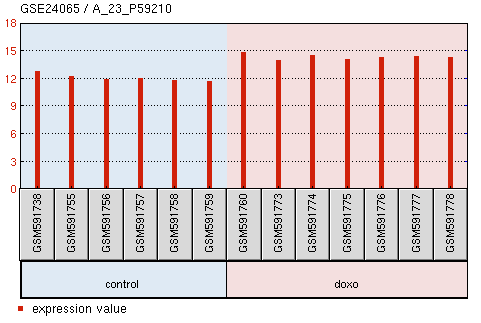 GSE24065 / A_23_P59210
18
15
12
9
6
3
0
GSM591738
GSM591755
GSM591756
GSM591757
GSM591758
GSM591759
GSM591760
GSM591773
GSM591774
GSM591775
GSM591776
GSM591777
GSM591778
control
doxo
expression value